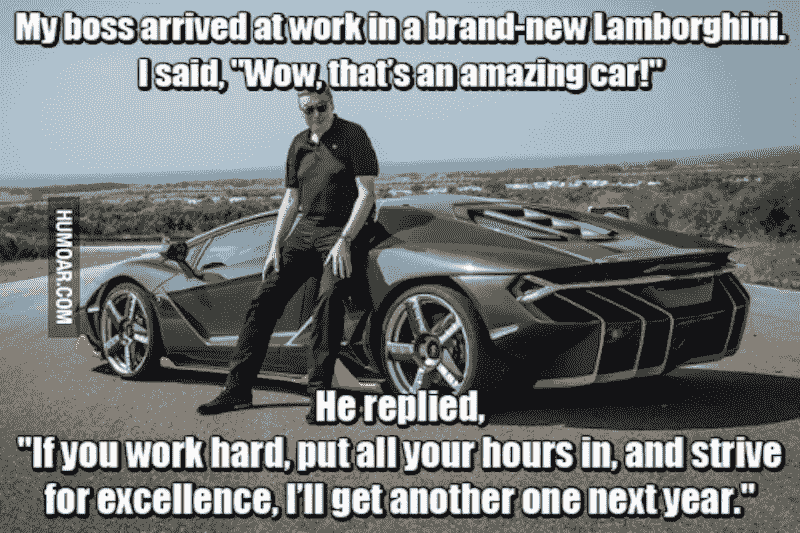 My boss arrived at work in a brand-new Lamborghini.
I said, "Wow, that's an amazing car!"
HUMOAR.COM
He replied,
"If you work hard, put all your hours in, and strive
for excellence, I'll get another one next year."